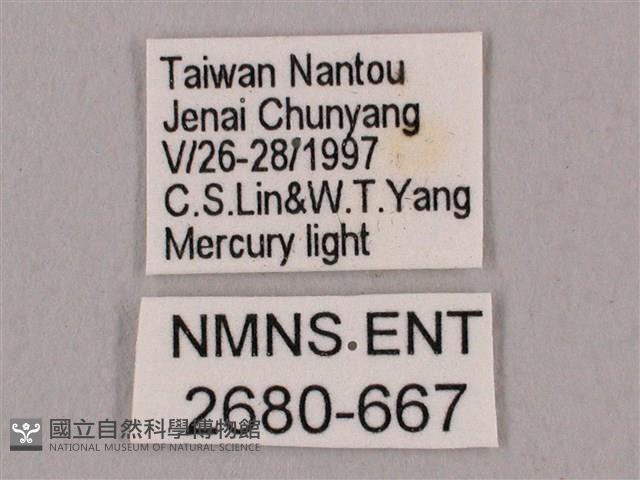 Taiwan Nantou
Jenai Chunyang
V/26-28/1997
C.S.Lin&W.T.Yang
Mercury light
NMNS.ENT
2680-667
國立自然科學博物館
NATIONAL MUSEUM OF NATURAL SCIENCE